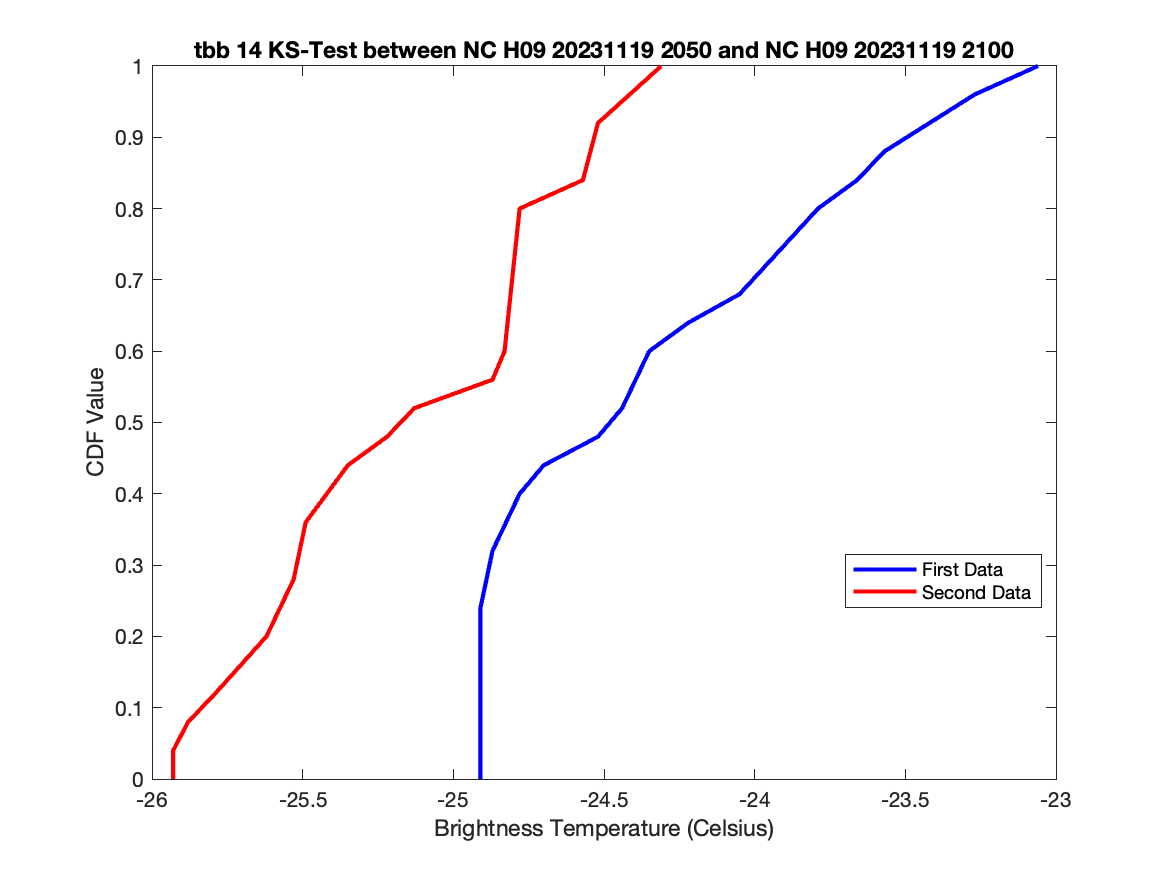 tbb 14 KS-Test between NC H09 20231119 2050 and NC H09 20231119 2100
1
0.9
0.8
0.7
0.6
0.5
0.4
0.3
0.2
0.1
0
CDF Value
First Data
Second Data
-26 -25.5 -25 -24.5 -24 -23.5 -23
Brightness Temperature (Celsius)